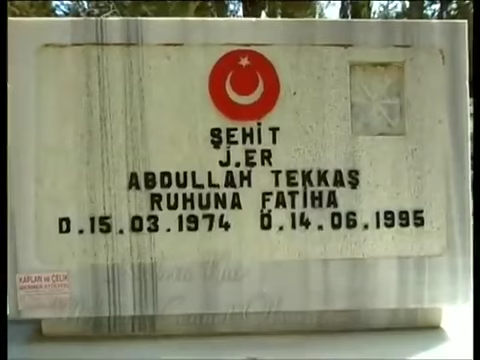 ŞEHİT
J.ER
ABDULLAH TEKKAŞ
RUHUNA FATİHA
D.15.03.1974 Ö.14.06.1995
KAPLAN ve ÇELİK